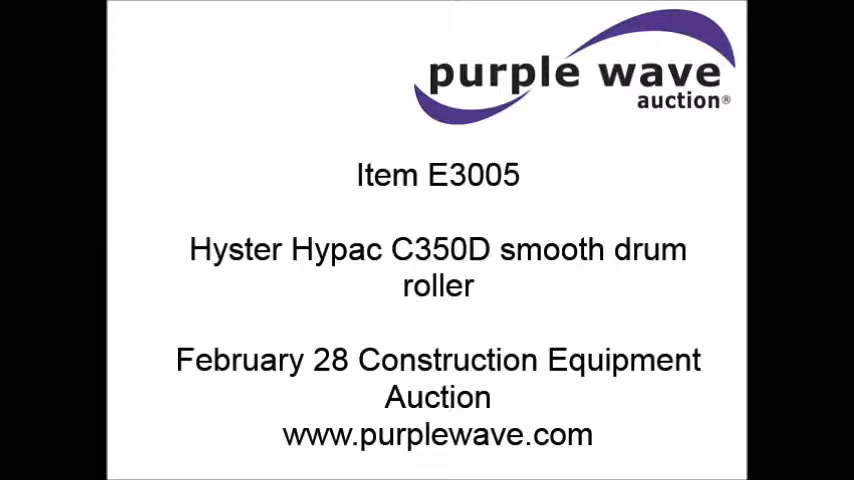 purple wave
auction®
Item E3005
Hyster Hypac C350D smooth drum
roller
February 28 Construction Equipment
Auction
www.purplewave.com